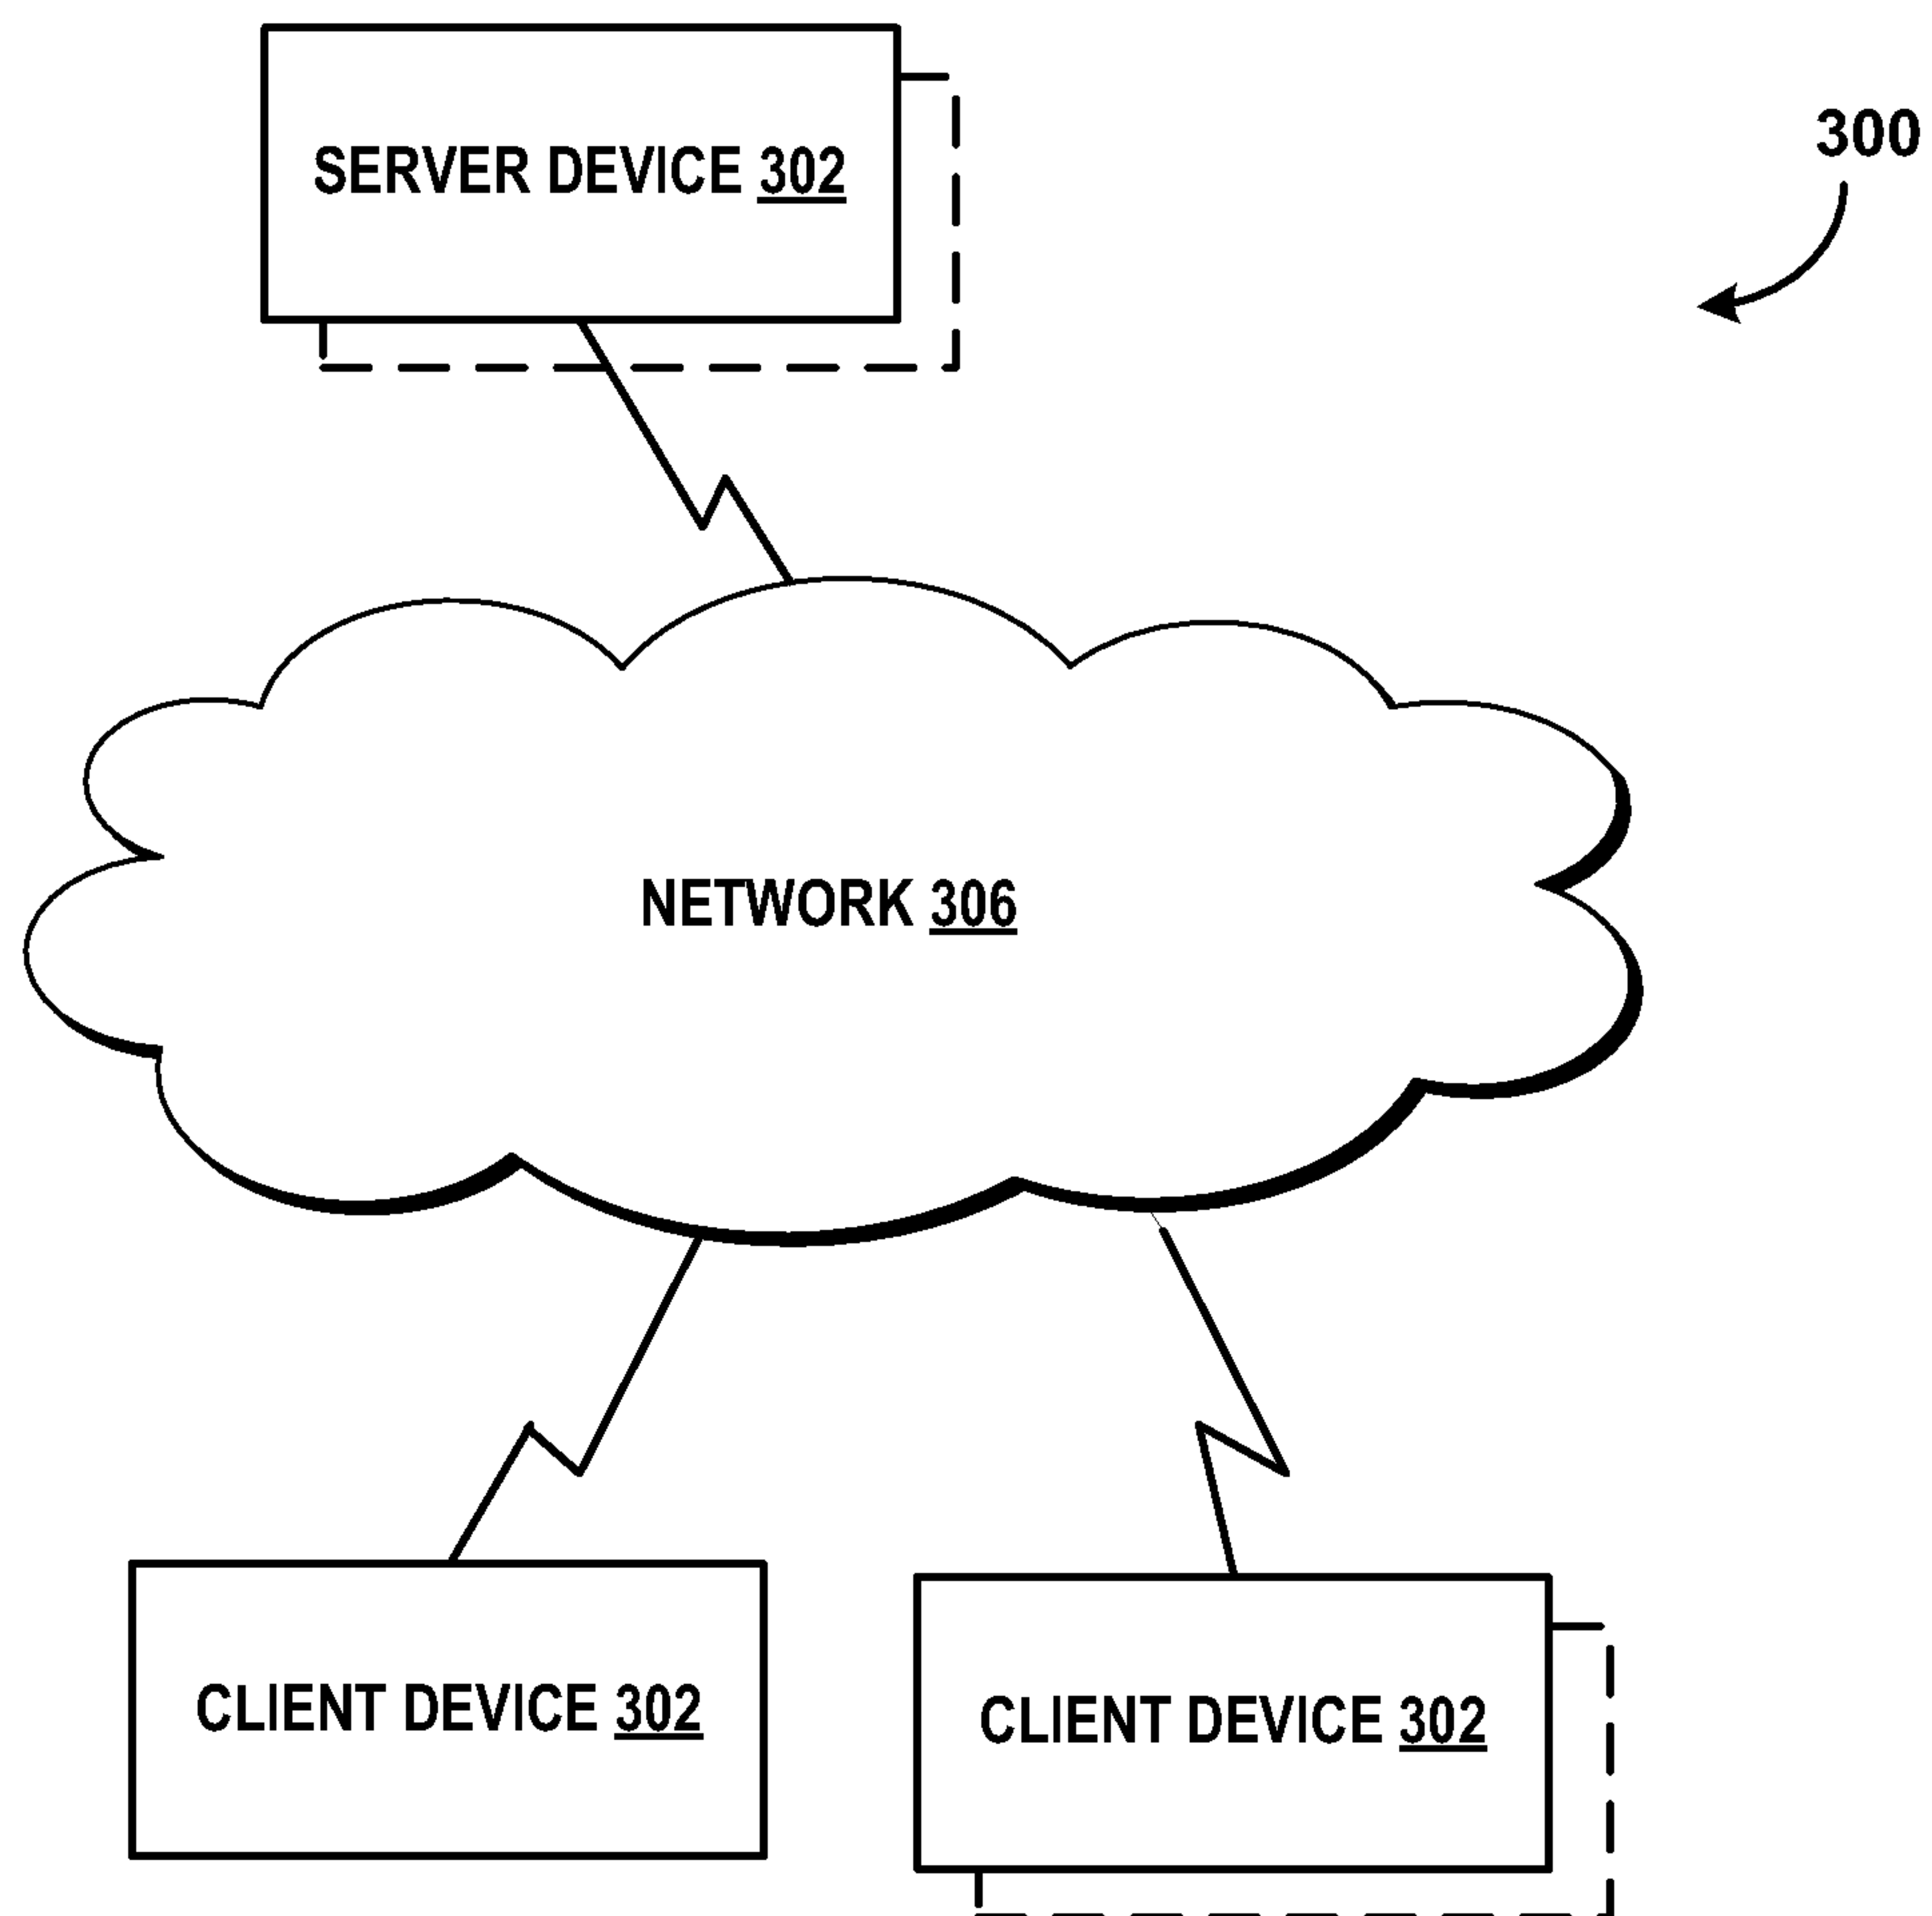 SERVER DEVICE 302
300
NETWORK 306
CLIENT DEVICE 302
CLIENT DEVICE 302